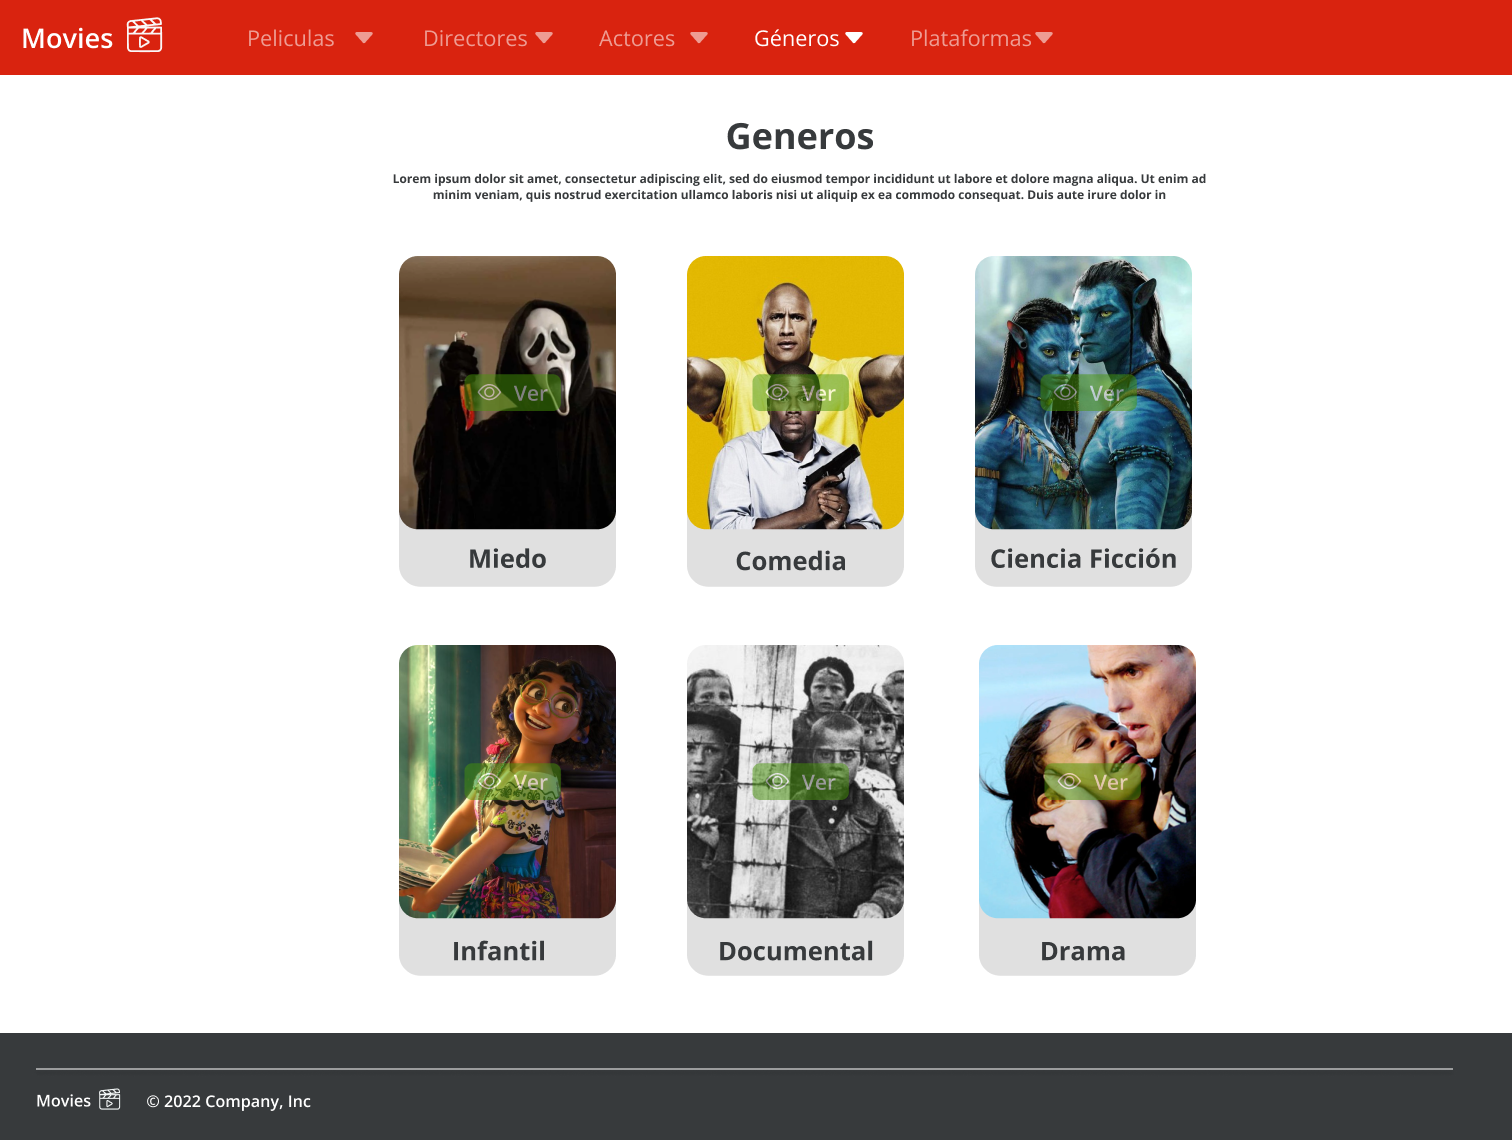 Movies
Peliculas
Directores
Actores
Géneros
Plataformas
Generos
Lorem ipsum dolor sit amet, consectetur adipiscing elit, sed do eiusmod tempor incididunt ut labore et dolore magna aliqua. Ut enim ad
minim veniam, quis nostrud exercitation ullamco laboris nisi ut aliquip ex ea commodo consequat. Duis aute irure dolor in
Ver
Ver
Ver
Miedo
Comedia
Ciencia Ficción
Ver
Ver
Ver
Infantil
Documental
Drama
Movies
© 2022 Company, Inc